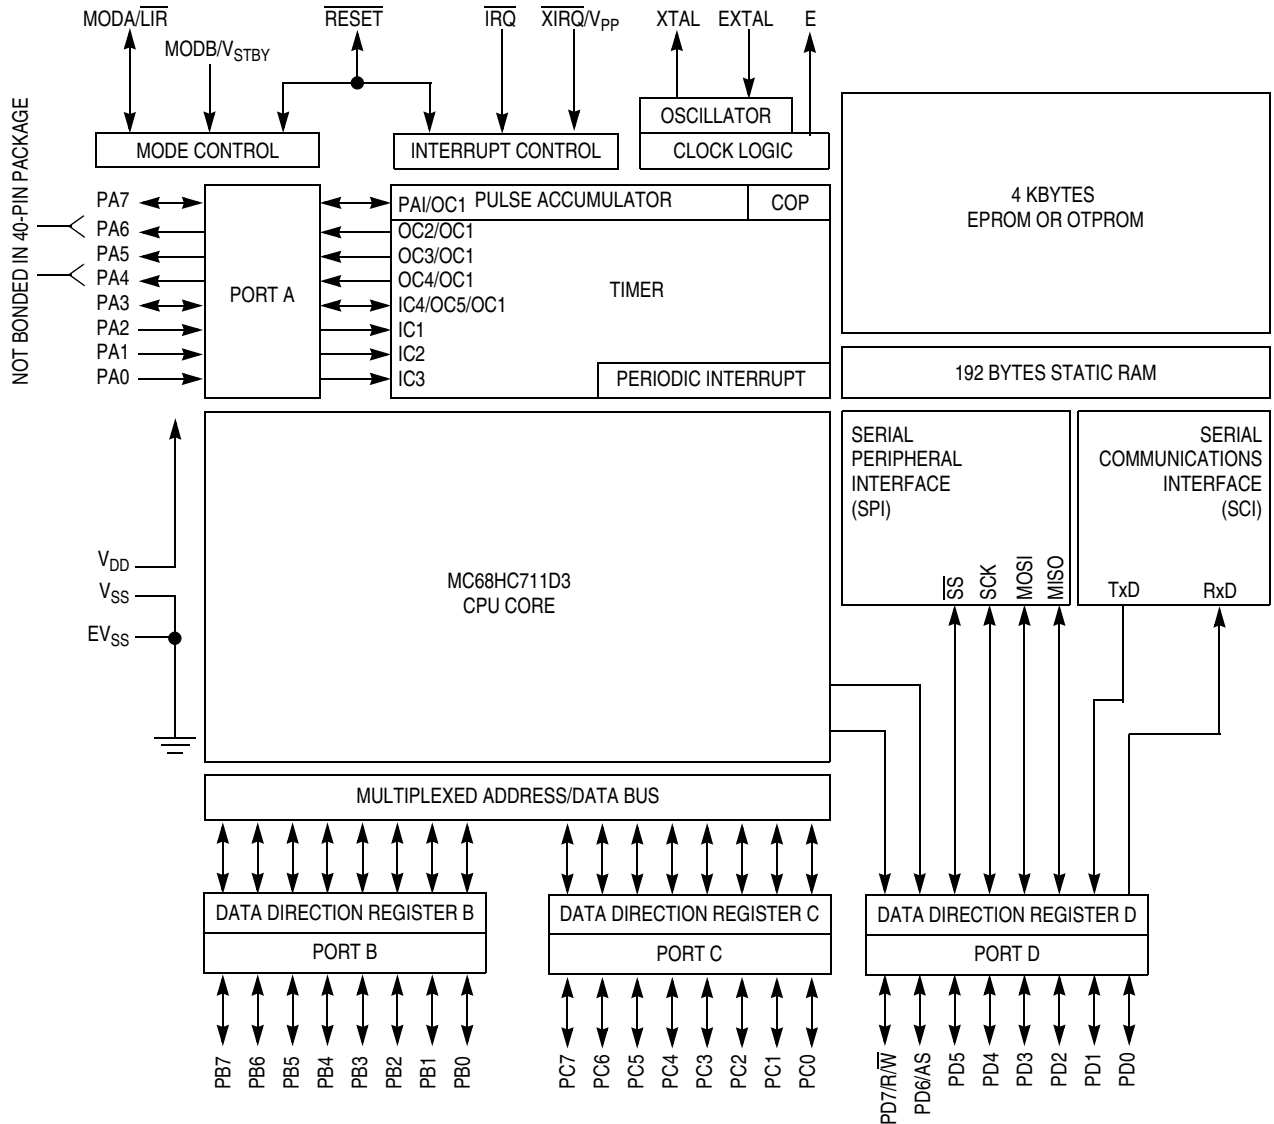 MODA/L̅I̅R̅
R̅E̅S̅E̅T̅
I̅R̅Q̅
X̅I̅R̅Q̅/VPP
XTAL
EXTAL
E
MODB/VSTBY
OSCILLATOR
MODE CONTROL
INTERRUPT CONTROL
CLOCK LOGIC
NOT BONDED IN 40-PIN PACKAGE
PA7
PA6
PA5
PA4
PA3
PA2
PA1
PA0
PORT A
PAI/OC1
PULSE ACCUMULATOR
COP
OC2/OC1
OC3/OC1
OC4/OC1
IC4/OC5/OC1
IC1
IC2
IC3
TIMER
PERIODIC INTERRUPT
4 KBYTES
EPROM OR OTPROM
192 BYTES STATIC RAM
SERIAL
PERIPHERAL
INTERFACE
(SPI)
SERIAL
COMMUNICATIONS
INTERFACE
(SCI)
S̅S̅
SCK
MOSI
MISO
TxD
RxD
VDD
VSS
EVSS
MC68HC711D3
CPU CORE
MULTIPLEXED ADDRESS/DATA BUS
DATA DIRECTION REGISTER B
PORT B
DATA DIRECTION REGISTER C
PORT C
DATA DIRECTION REGISTER D
PORT D
PB7
PB6
PB5
PB4
PB3
PB2
PB1
PB0
PC7
PC6
PC5
PC4
PC3
PC2
PC1
PC0
PD7/R/W̅
PD6/AS
PD5
PD4
PD3
PD2
PD1
PD0